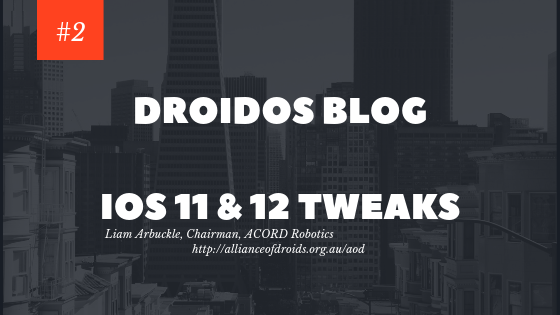 #2
DROIDOS BLOG
IOS 11 & 12 TWEAKS
Liam Arbuckle, Chairman, ACORD Robotics
http://allianceofdroids.org.au/aod